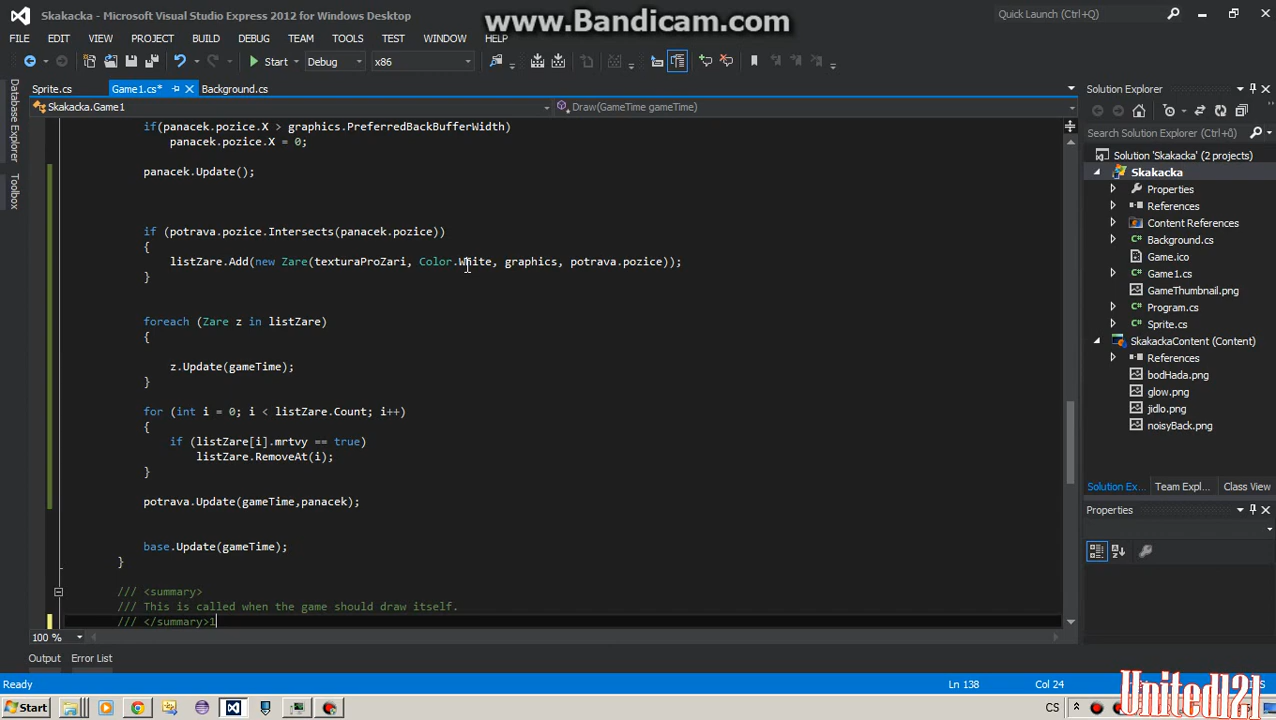 Skakacka - Microsoft Visual Studio Express 2012 for Windows Desktop
www.Bandicam.com
Quick Launch (Ctrl+Q)
FILE EDIT VIEW PROJECT BUILD DEBUG TEAM TOOLS TEST WINDOW HELP
Start Debug x86
Database Explorer
Toolbox
Sprite.cs Game1.cs* Background.cs
Skakacka.Game1 Draw(GameTime gameTime)
if(panacek.pozice.X > graphics.PreferredBackBufferWidth)
panacek.pozice.X = 0;
panacek.Update();
if (potrava.pozice.Intersects(panacek.pozice))
{
listZare.Add(new Zare(texturaProZari, Color.White, graphics, potrava.pozice));
}
foreach (Zare z in listZare)
{
z.Update(gameTime);
}
for (int i = 0; i < listZare.Count; i++)
{
if (listZare[i].mrtvy == true)
listZare.RemoveAt(i);
}
potrava.Update(gameTime,panacek);
base.Update(gameTime);
}
/// <summary>
/// This is called when the game should draw itself.
/// </summary>1
100 %
Output Error List
Solution Explorer
Search Solution Explorer (Ctrl+ů)
Solution 'Skakacka' (2 projects)
Skakacka
Properties
References
Content References
Background.cs
Game.ico
Game1.cs
GameThumbnail.png
Program.cs
Sprite.cs
SkakackaContent (Content)
References
bodHada.png
glow.png
jidlo.png
noisyBack.png
Solution Ex... Team Expl... Class View
Properties
Ready Ln 138 Col 24
Start CS
United121